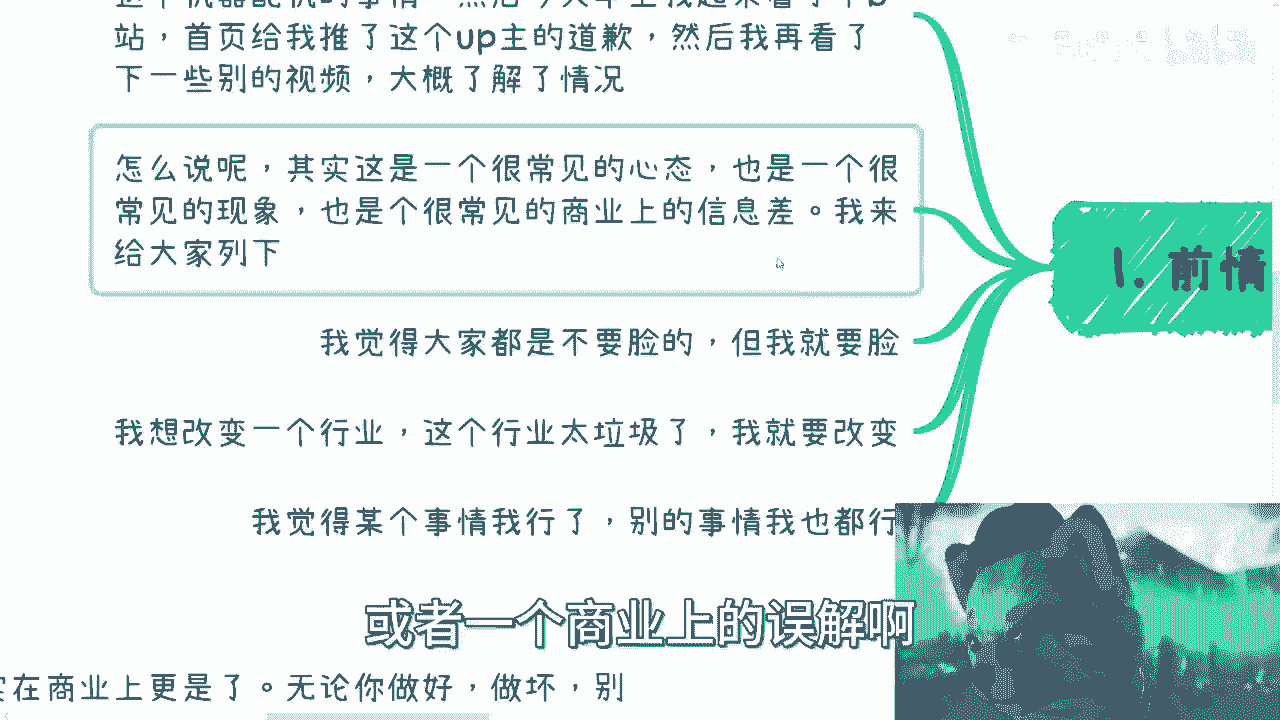 站，首页给我推了这个up主的道歉，然后我再看了
下一些别的视频，大概了解了情况
怎么说呢，其实这是一个很常见的心态，也是一个很
常见的现象，也是个很常见的商业上的信息差。我来
给大家列下
1. 前情
我觉得大家都是不要脸的，但我就要脸
我想改变一个行业，这个行业太垃圾了，我就要改变
我觉得某个事情我行了，别的事情我也都行
或者一个商业上的误解啊
在商业上更是了。无论你做好，做坏，别